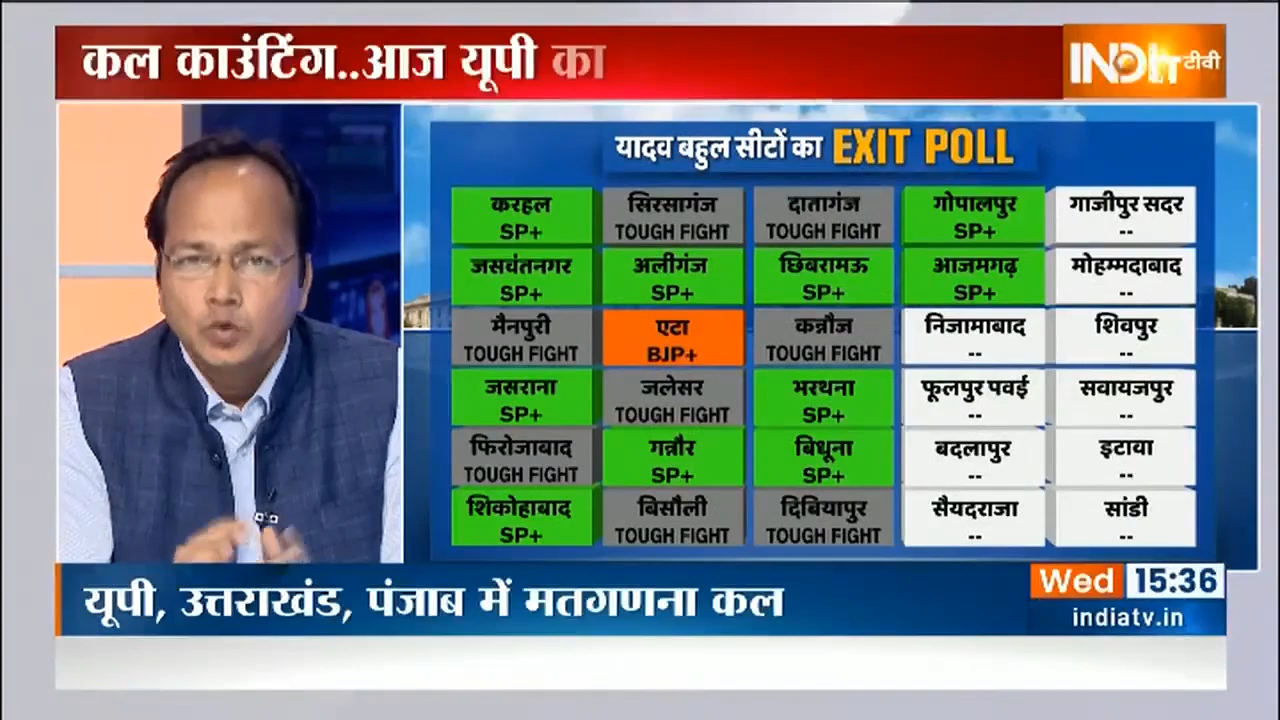 कल काउंटिंग..आज यूपी का
INDIA टीवी
यादव बहुल सीटों का EXIT POLL
करहल
SP+
सिरसागंज
TOUGH FIGHT
दातागंज
TOUGH FIGHT
गोपालपुर
SP+
गाजीपुर सदर
--
जसवंतनगर
SP+
अलीगंज
SP+
छिबरामऊ
SP+
आजमगढ़
SP+
मोहम्मदाबाद
--
मैनपुरी
TOUGH FIGHT
एटा
BJP+
कन्नौज
TOUGH FIGHT
निजामाबाद
--
शिवपुर
--
जसराना
SP+
जलेसर
TOUGH FIGHT
भरथना
SP+
फूलपुर पवई
--
सवायजपुर
--
फिरोजाबाद
TOUGH FIGHT
गन्नौर
SP+
बिधूना
SP+
बदलापुर
--
इटावा
--
शिकोहाबाद
SP+
बिसौली
TOUGH FIGHT
दिबियापुर
TOUGH FIGHT
सैयदराजा
--
सांडी
--
यूपी, उत्तराखंड, पंजाब में मतगणना कल
Wed 15:36
indiatv.in